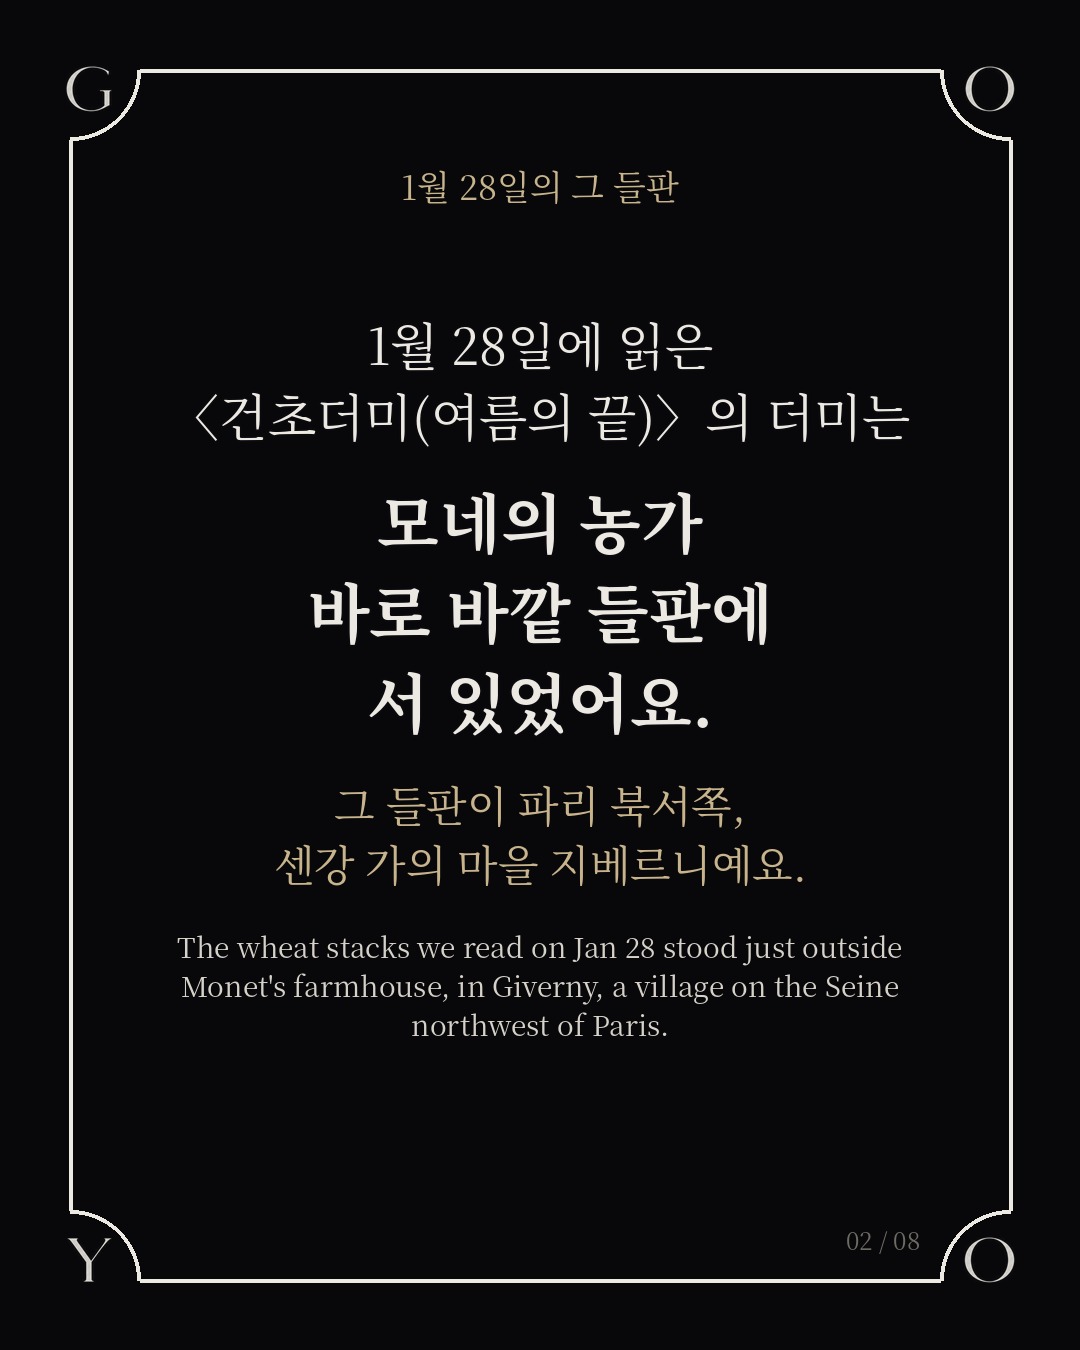 G O
1월 28일의 그 들판
1월 28일에 읽은
〈건초더미(여름의 끝)〉의 더미는
모네의 농가
바로 바깥 들판에
서 있었어요.
그 들판이 파리 북서쪽,
센강 가의 마을 지베르니예요.
The wheat stacks we read on Jan 28 stood just outside
Monet's farmhouse, in Giverny, a village on the Seine
northwest of Paris.
02 / 08
Y O